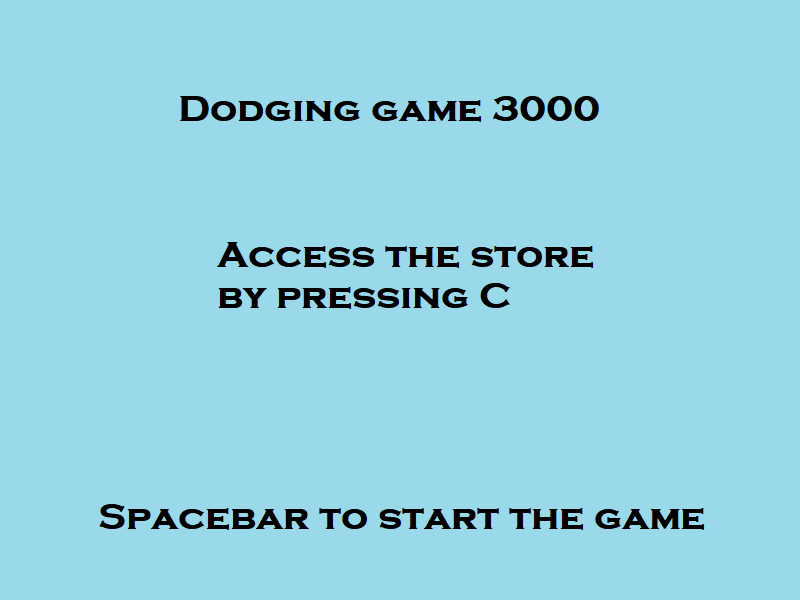 Dodging game 3000
Access the store
by pressing C
Spacebar to start the game